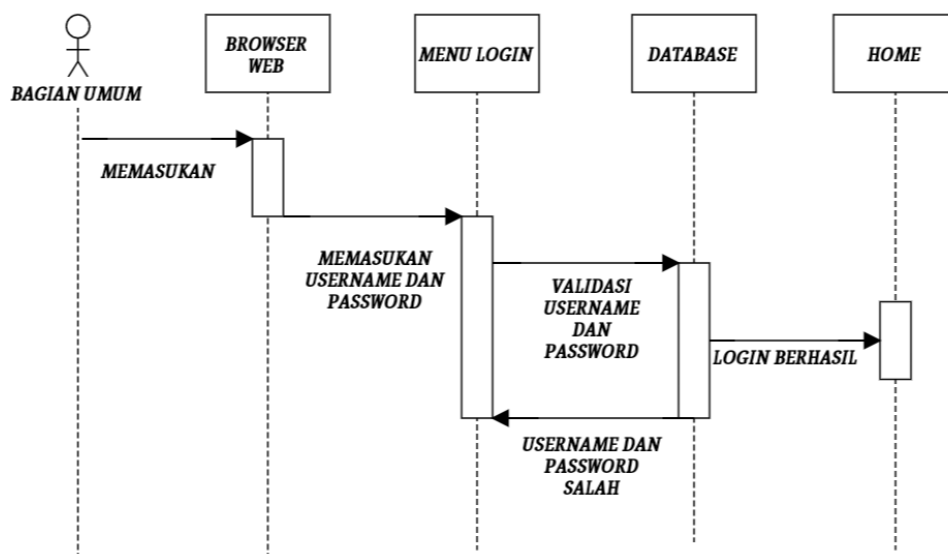 BAGIAN UMUM
BROWSER
WEB
MENU LOGIN
DATABASE
HOME
MEMASUKAN
MEMASUKAN
USERNAME DAN
PASSWORD
VALIDASI
USERNAME
DAN
PASSWORD
LOGIN BERHASIL
USERNAME DAN
PASSWORD
SALAH